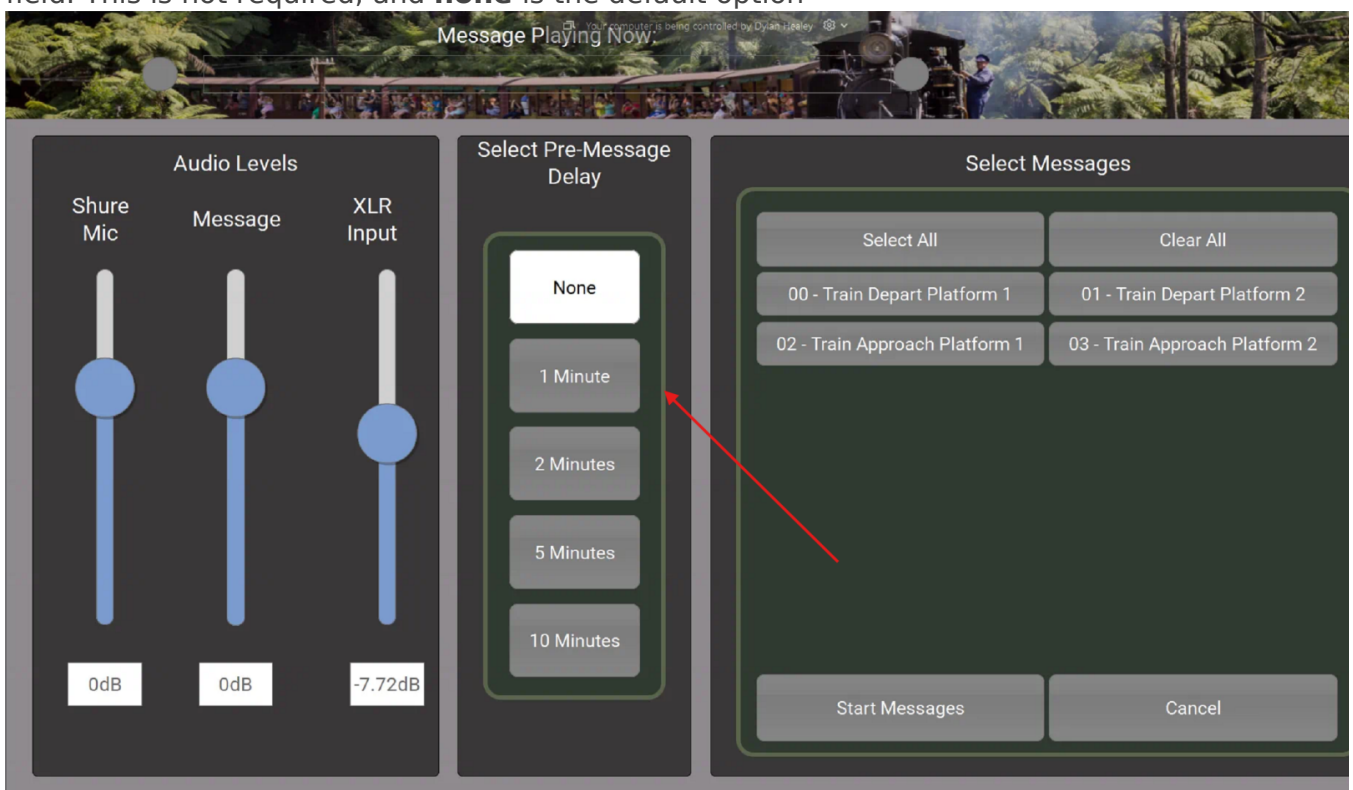 field. This is not required, and none is the default option
Message Playing Now:
Your computer is being controlled by Dylan Healey
Audio Levels
Shure
Mic
Message
XLR
Input
0dB
0dB
-7.72dB
Select Pre-Message
Delay
None
1 Minute
2 Minutes
5 Minutes
10 Minutes
Select Messages
Select All
Clear All
00 - Train Depart Platform 1
01 - Train Depart Platform 2
02 - Train Approach Platform 1
03 - Train Approach Platform 2
Start Messages
Cancel